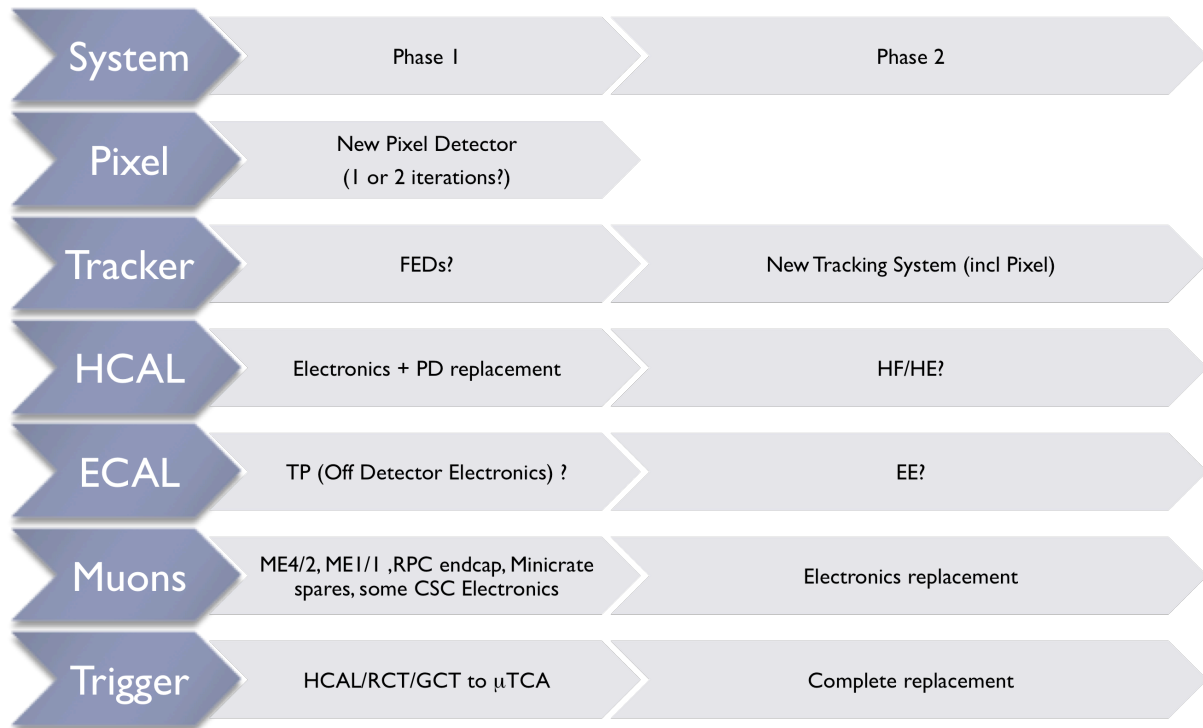 System
Phase 1
Phase 2
Pixel
New Pixel Detector
(1 or 2 iterations?)
Tracker
FEDs?
New Tracking System (incl Pixel)
HCAL
Electronics + PD replacement
HF/HE?
ECAL
TP (Off Detector Electronics) ?
EE?
Muons
ME4/2, ME1/1 ,RPC endcap, Minicrate
spares, some CSC Electronics
Electronics replacement
Trigger
HCAL/RCT/GCT to μTCA
Complete replacement